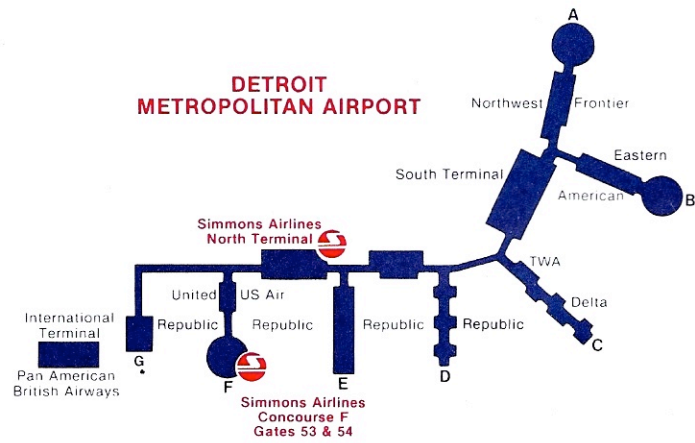 A
DETROIT
METROPOLITAN AIRPORT
Northwest Frontier
Eastern
South Terminal
American
B
Simmons Airlines
North Terminal
TWA
United US Air
Delta
International
Terminal
Republic Republic Republic Republic
C
G
Pan American
British Airways
F
E
D
Simmons Airlines
Concourse F
Gates 53 & 54